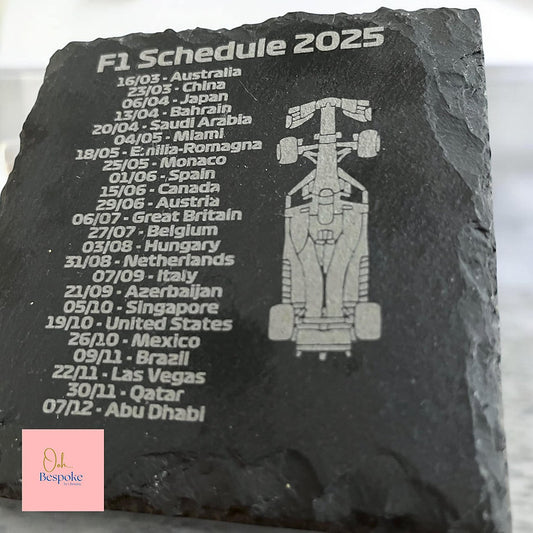 F1 Schedule 2025
16/03 - Australia
23/03 - China
06/04 - Japan
13/04 - Bahrain
20/04 - Saudi Arabia
04/05 - Miami
18/05 - Emilia-Romagna
25/05 - Monaco
01/06 - Spain
15/06 - Canada
29/06 - Austria
06/07 - Great Britain
27/07 - Belgium
03/08 - Hungary
31/08 - Netherlands
07/09 - Italy
21/09 - Azerbaijan
05/10 - Singapore
19/10 - United States
26/10 - Mexico
09/11 - Brazil
22/11 - Las Vegas
30/11 - Qatar
07/12 - Abu Dhabi
Ooh
Bespoke